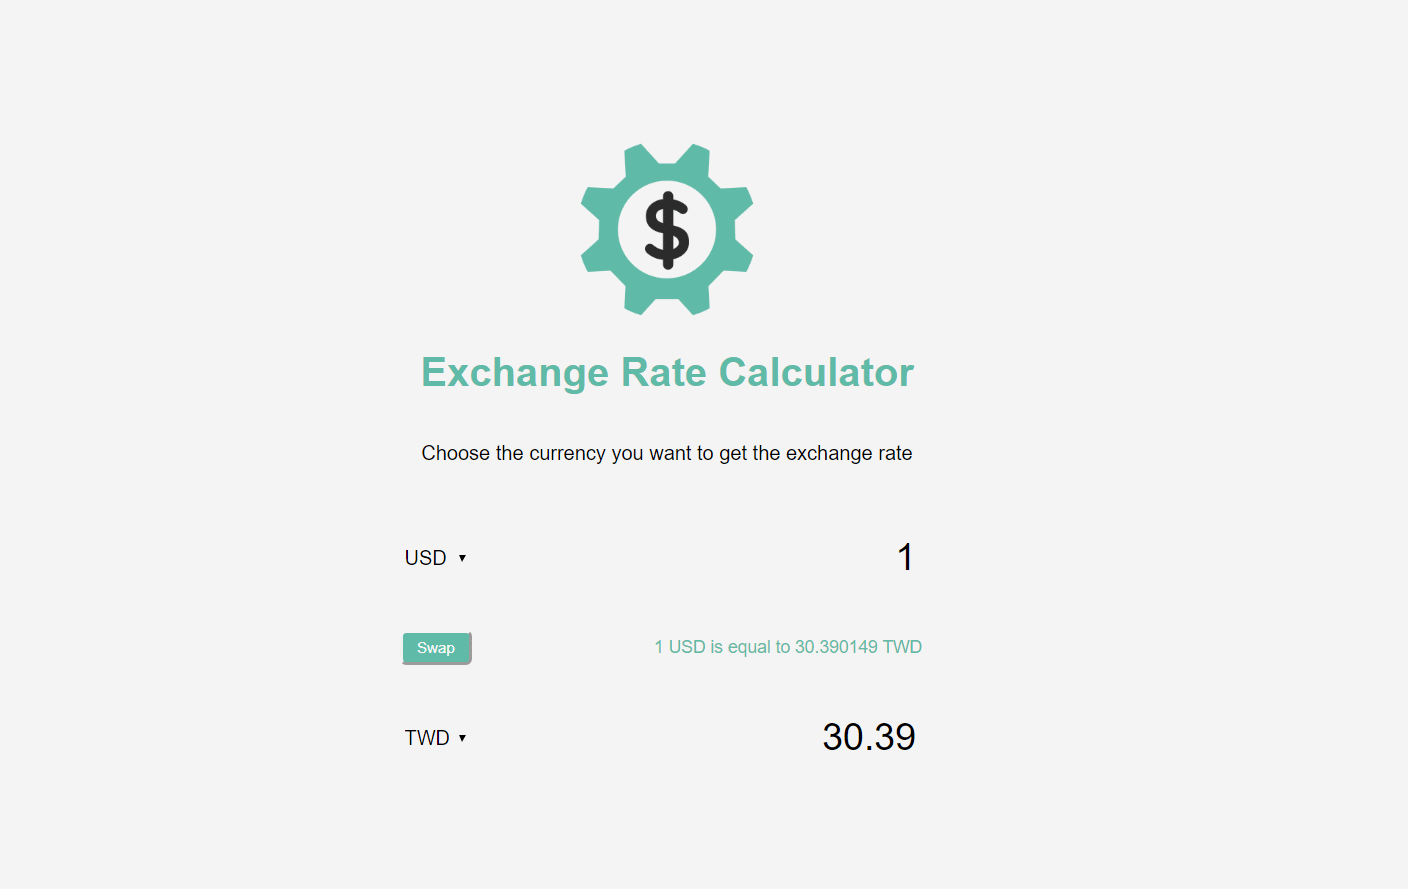 $
Exchange Rate Calculator
Choose the currency you want to get the exchange rate
USD ▾ 1
Swap 1 USD is equal to 30.390149 TWD
TWD ▾ 30.39